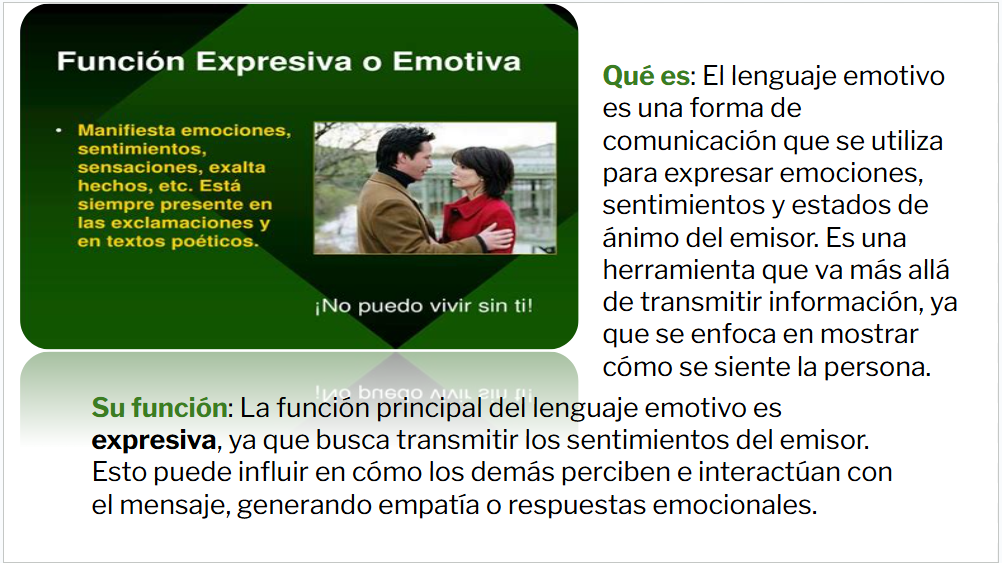 Función Expresiva o Emotiva
• Manifiesta emociones,
sentimientos,
sensaciones, exalta
hechos, etc. Está
siempre presente en
las exclamaciones y
en textos poéticos.
¡No puedo vivir sin ti!
Qué es: El lenguaje emotivo
es una forma de
comunicación que se utiliza
para expresar emociones,
sentimientos y estados de
ánimo del emisor. Es una
herramienta que va más allá
de transmitir información, ya
que se enfoca en mostrar
cómo se siente la persona.
¡No puedo vivir sin ti!
Su función: La función principal del lenguaje emotivo es
expresiva, ya que busca transmitir los sentimientos del emisor.
Esto puede influir en cómo los demás perciben e interactúan con
el mensaje, generando empatía o respuestas emocionales.